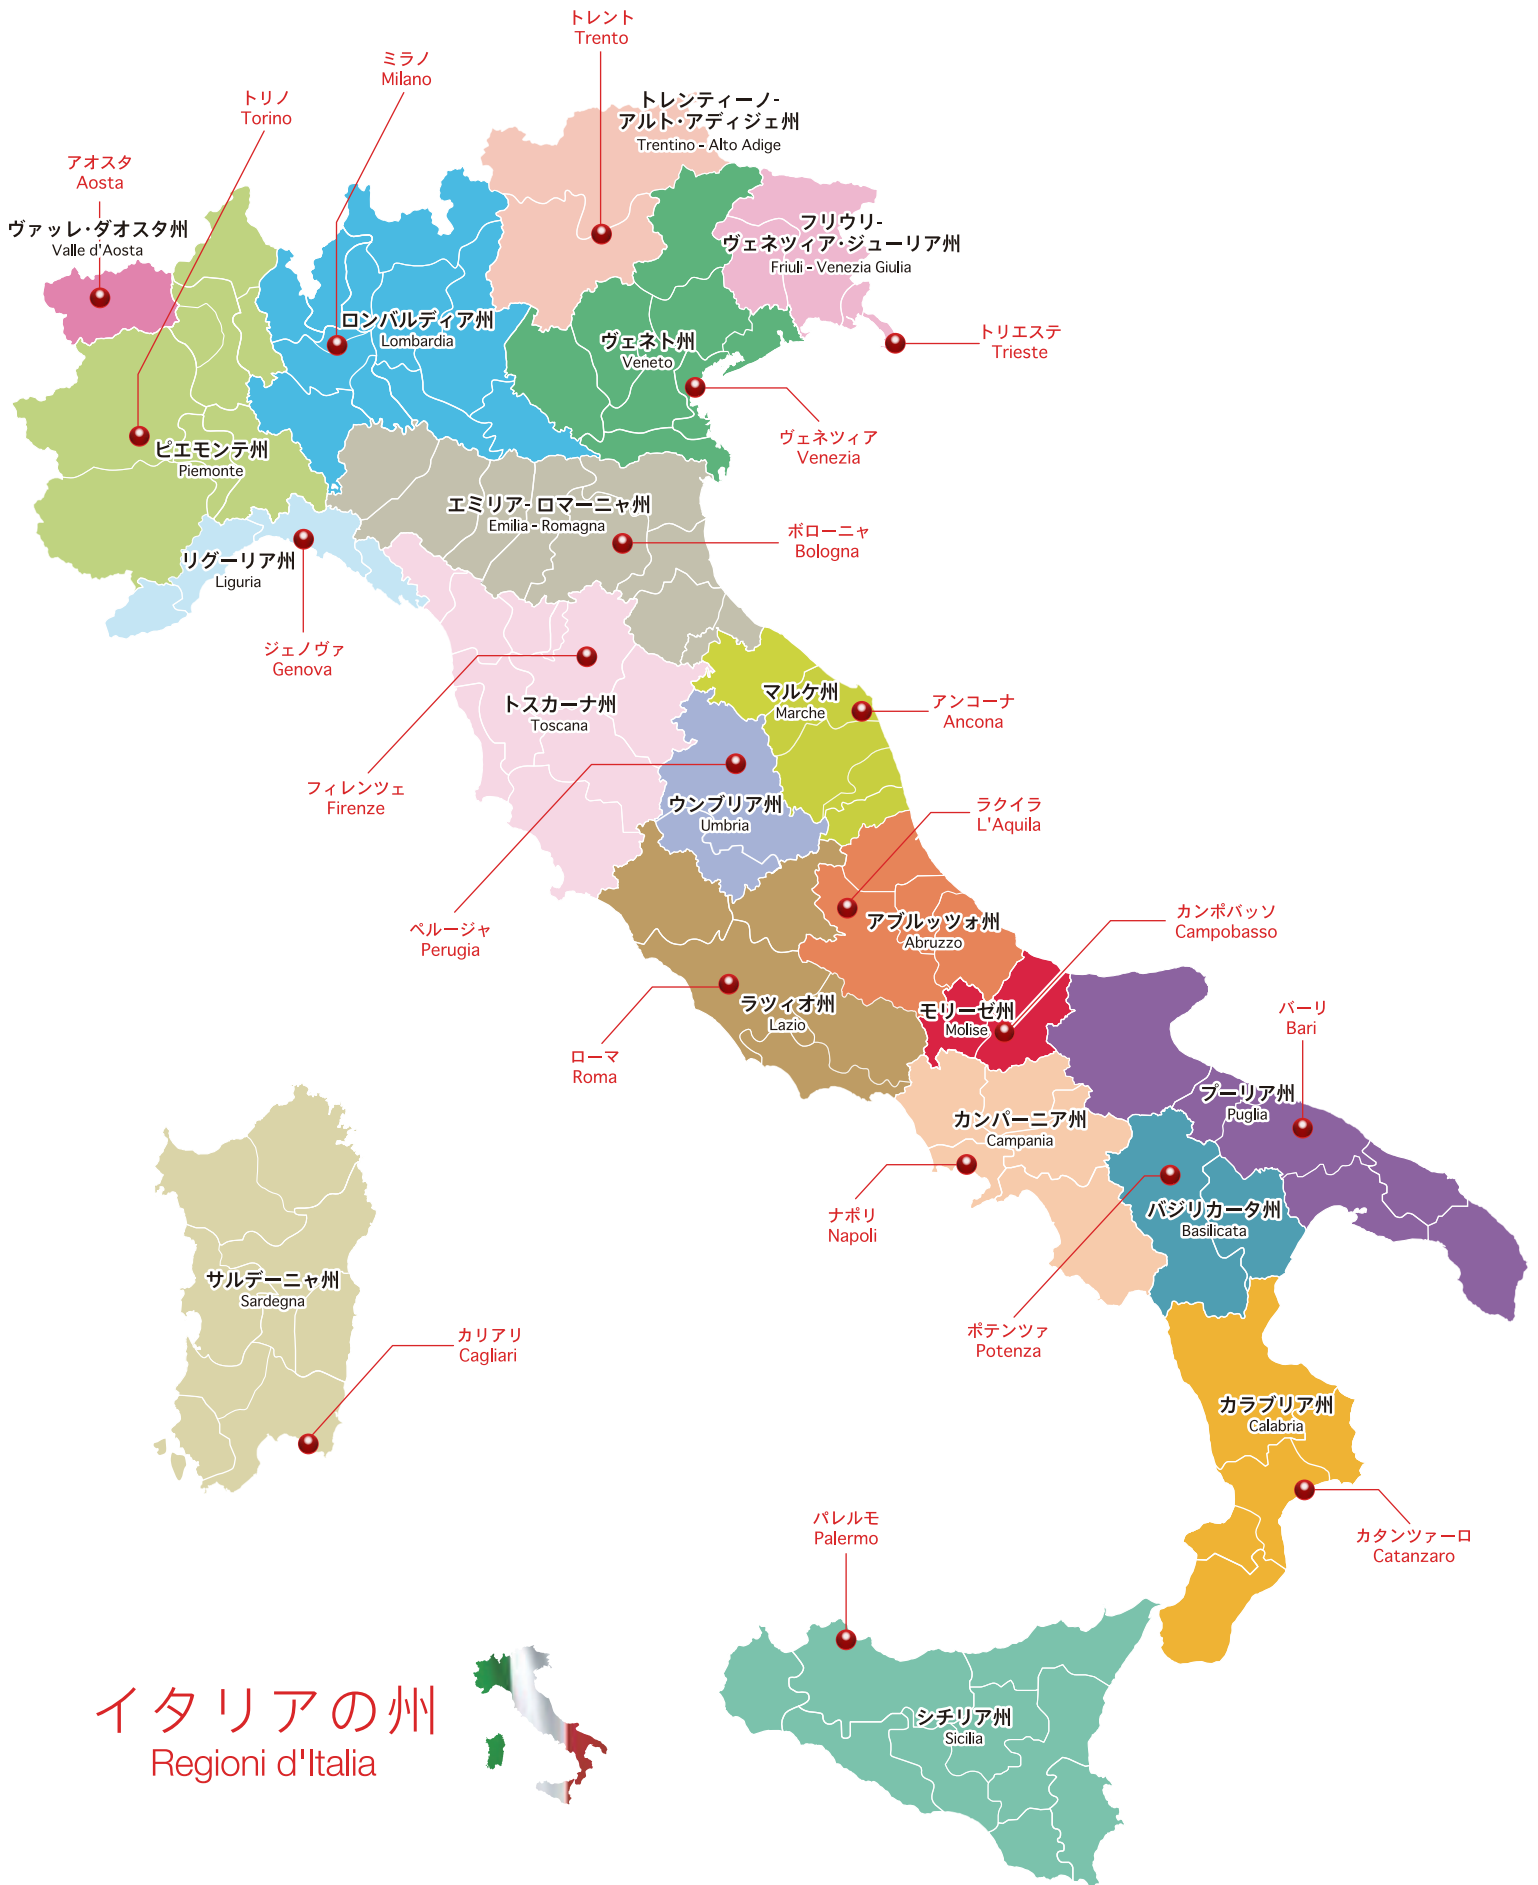 トレント
Trento
ミラノ
Milano
トリノ
Torino
アオスタ
Aosta
トレンティーノ-
アルト・アディジェ州
Trentino - Alto Adige
ヴァッレ・ダオスタ州
Valle d'Aosta
フリウリ-
ヴェネツィア・ジューリア州
Friuli - Venezia Giulia
ロンバルディア州
Lombardia
ヴェネト州
Veneto
トリエステ
Trieste
ヴェネツィア
Venezia
ピエモンテ州
Piemonte
エミリア- ロマーニャ州
Emilia - Romagna
ボローニャ
Bologna
リグーリア州
Liguria
ジェノヴァ
Genova
トスカーナ州
Toscana
マルケ州
Marche
アンコーナ
Ancona
フィレンツェ
Firenze
ウンブリア州
Umbria
ラクイラ
L'Aquila
ペルージャ
Perugia
アブルッツォ州
Abruzzo
カンポバッソ
Campobasso
ラツィオ州
Lazio
モリーゼ州
Molise
バーリ
Bari
ローマ
Roma
プーリア州
Puglia
カンパーニア州
Campania
ナポリ
Napoli
バジリカータ州
Basilicata
サルデーニャ州
Sardegna
カリアリ
Cagliari
ポテンツァ
Potenza
カラブリア州
Calabria
カタンツァーロ
Catanzaro
パレルモ
Palermo
シチリア州
Sicilia
イタリアの州
Regioni d'Italia